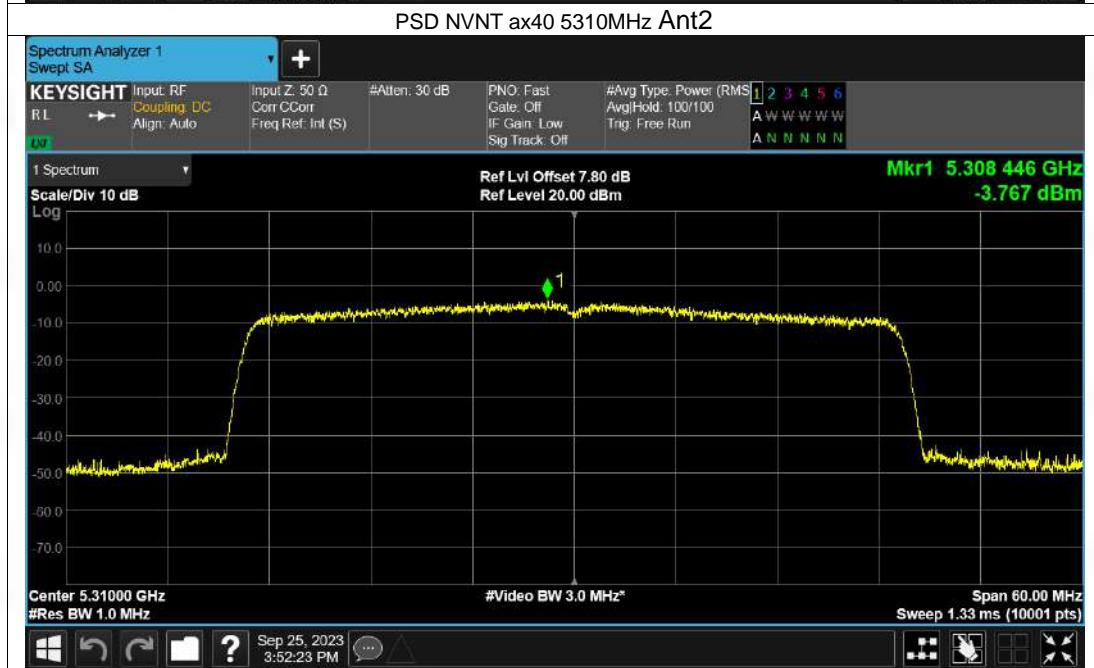 PSD NVNT ax40 5310MHz Ant2
Spectrum Analyzer 1
Swept SA
+
KEYSIGHT
RL
Input: RF
Coupling: DC
Align: Auto
Input Z: 50 Ω
Corr CCorr
Freq Ref: Int (S)
#Atten: 30 dB
PNO: Fast
Gate: Off
IF Gain: Low
Sig Track: Off
#Avg Type: Power (RMS
Avg|Hold: 100/100
Trig: Free Run
1 2 3 4 5 6
A W W W W W
A N N N N N
1 Spectrum
Scale/Div 10 dB
Ref Lvl Offset 7.80 dB
Ref Level 20.00 dBm
Mkr1 5.308 446 GHz
-3.767 dBm
Log
10.0
0.00
-10.0
-20.0
-30.0
-40.0
-50.0
-60.0
-70.0
1
Center 5.31000 GHz
#Res BW 1.0 MHz
#Video BW 3.0 MHz*
Span 60.00 MHz
Sweep 1.33 ms (10001 pts)
?
Sep 25, 2023
3:52:23 PM